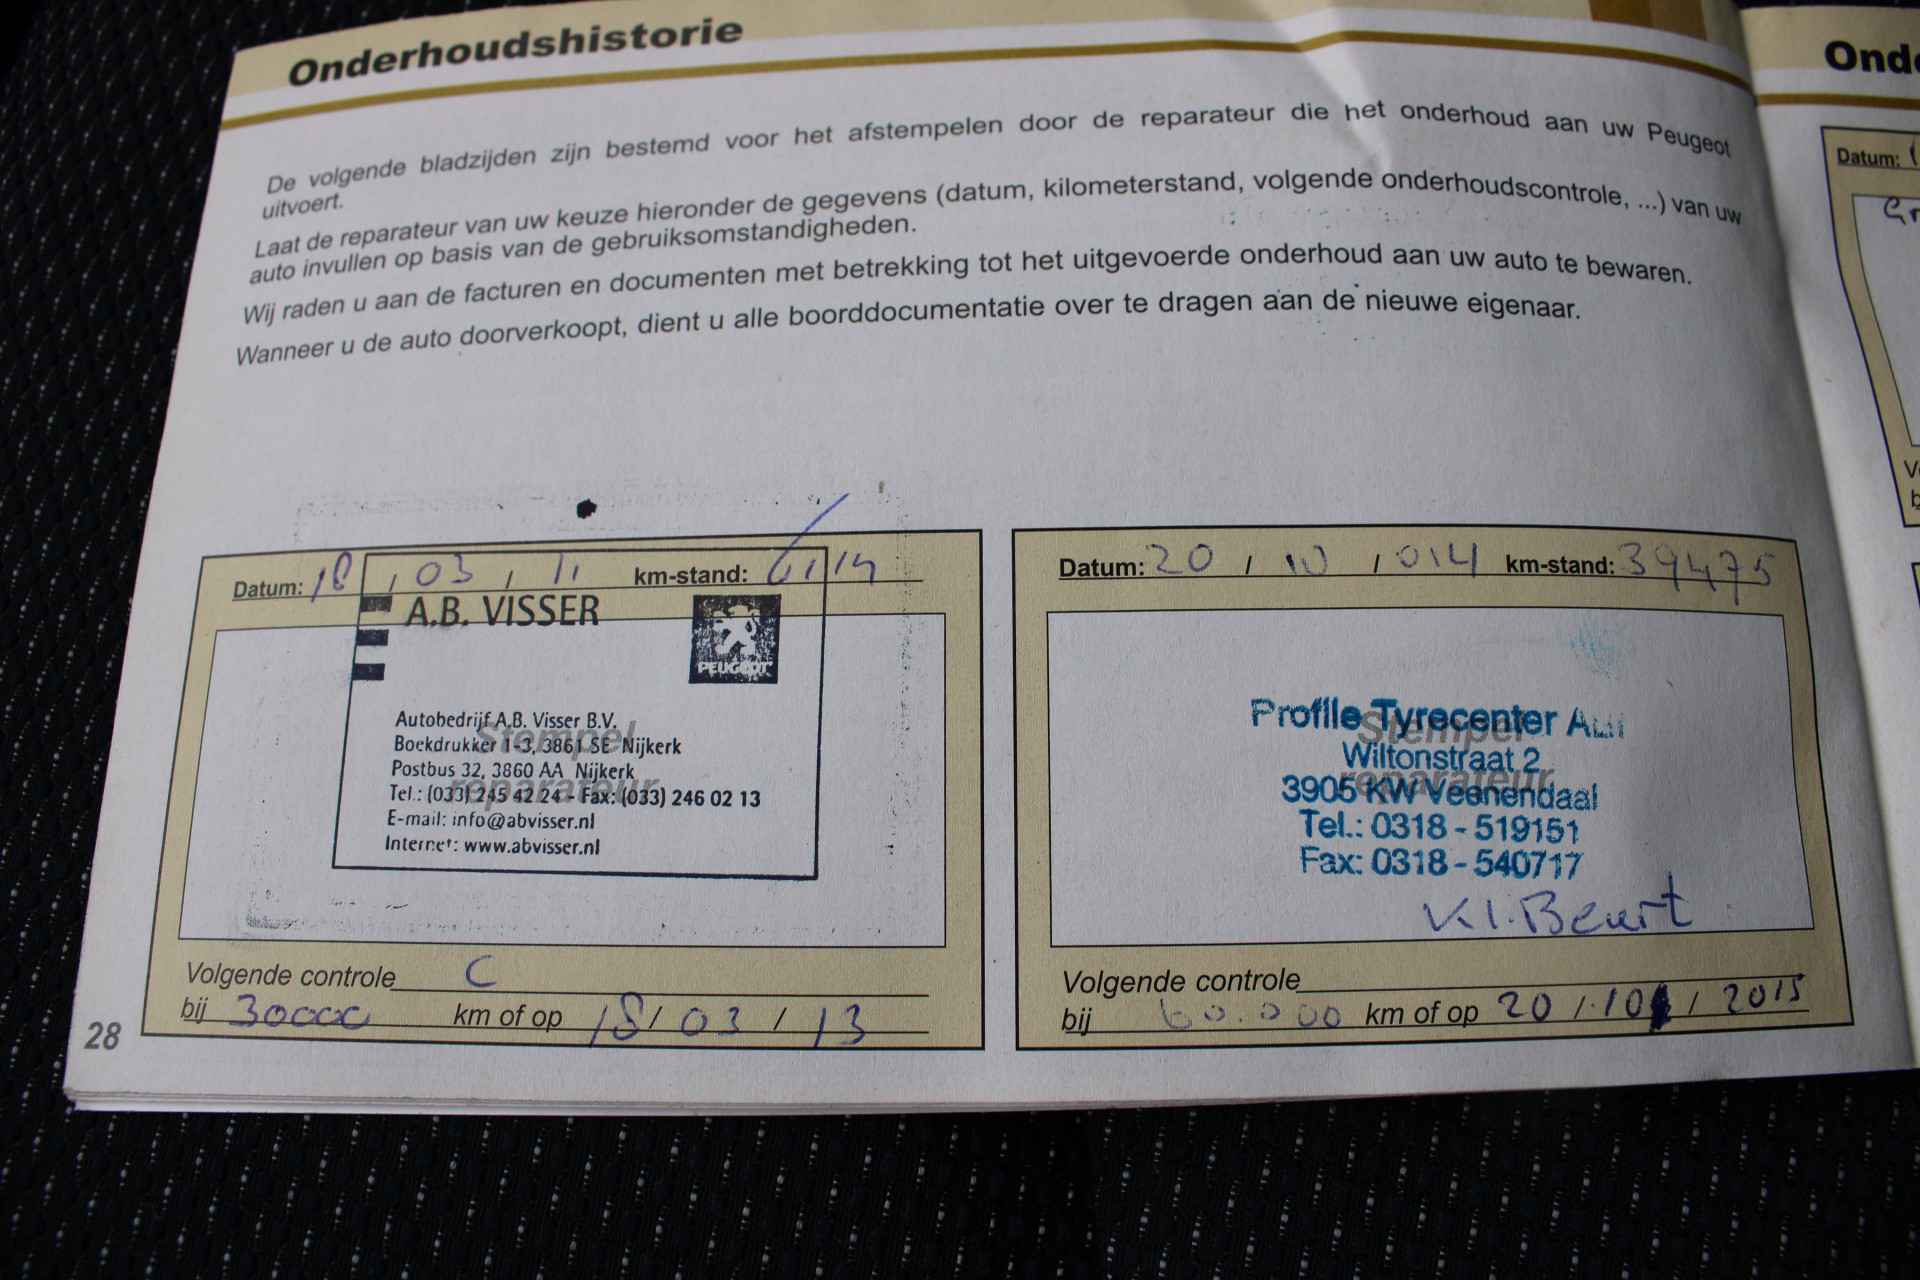 Onderhoudshistorie
De volgende bladzijden zijn bestemd voor het afstempelen door de reparateur die het onderhoud aan uw Peugeot
uitvoert.
Laat de reparateur van uw keuze hieronder de gegevens (datum, kilometerstand, volgende onderhoudscontrole, ...) van uw
auto invullen op basis van de gebruiksomstandigheden.
Wij raden u aan de facturen en documenten met betrekking tot het uitgevoerde onderhoud aan uw auto te bewaren.
Wanneer u de auto doorverkoopt, dient u alle boorddocumentatie over te dragen aan de nieuwe eigenaar.
Datum: 18 / 03 / 11 km-stand:
A.B. VISSER
PEUGEOT
Stempel
reparateur
Autobedrijf A.B. Visser B.V.
Boekdrukker 1-3, 3861 SE Nijkerk
Postbus 32, 3860 AA Nijkerk
Tel.: (033) 245 42 24 - Fax: (033) 246 02 13
E-mail: info@abvisser.nl
Internet: www.abvisser.nl
Volgende controle C
bij 30000 km of op 18 / 03 / 13
28
Datum: 20 / 10 / 014 km-stand: 39475
Stempel
reparateur
Profile Tyrecenter
Wiltonstraat 2
3905 KW Veenendaal
Tel.: 0318 - 519151
Fax: 0318 - 540717
Kl. Beurt
Volgende controle
bij 60.000 km of op 20 / 10 / 2015
Datum: